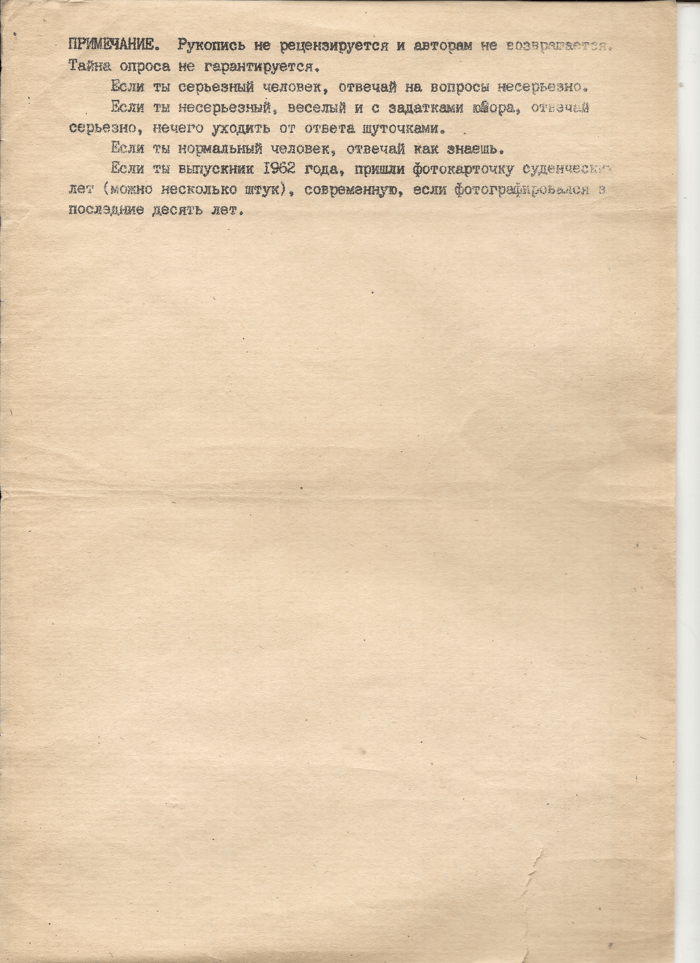 ПРИМЕЧАНИЕ. Рукопись не рецензируется и авторам не возвращается.
Тайна опроса не гарантируется.
Если ты серьезный человек, отвечай на вопросы несерьезно.
Если ты несерьезный, веселый и с задатками юмора, отвечай
серьезно, нечего уходить от ответа шуточками.
Если ты нормальный человек, отвечай как знаешь.
Если ты выпускник 1962 года, пришли фотокарточку суденческих
лет (можно несколько штук), современную, если фотографировался в
последние десять лет.